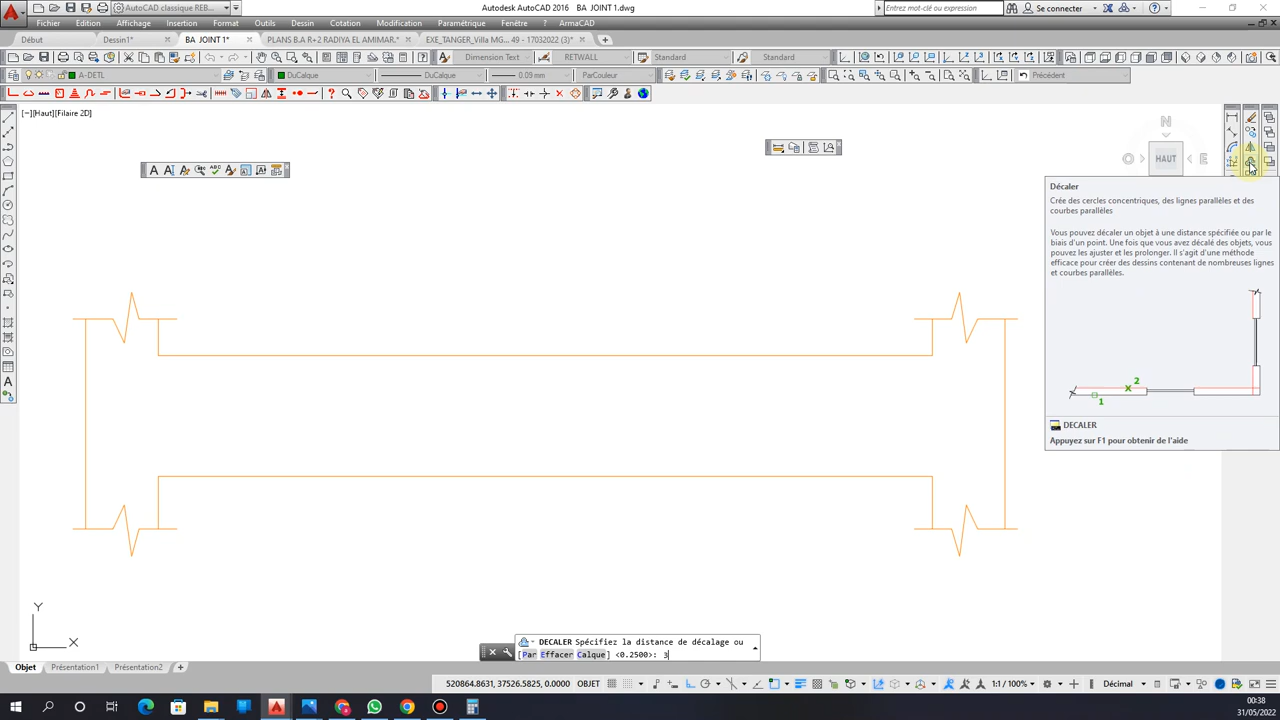 AutoCAD classique REB...
Autodesk AutoCAD 2016   BA  JOINT 1.dwg
Entrez mot-clé ou expression
Se connecter
Fichier
Edition
Affichage
Insertion
Format
Outils
Dessin
Cotation
Modification
Paramétrique
Fenêtre
?
ArmaCAD
Début
Dessin1*
BA  JOINT 1*
PLANS B.A R+2 RADIYA EL AMIMAR.*
EXE_TANGER_Villa MG... 49 - 17032022 (3)*
Dimension Text
RETWALL
Standard
Standard
A-DETL
DuCalque
DuCalque
0.09 mm
ParCouleur
Précédent
[−][Haut][Filaire 2D]
N
O
HAUT
E
Décaler
Crée des cercles concentriques, des lignes parallèles et des
courbes parallèles
Vous pouvez décaler un objet à une distance spécifiée ou par le
biais d'un point. Une fois que vous avez décalé des objets, vous
pouvez les ajuster et les prolonger. Il s'agit d'une méthode
efficace pour créer des dessins contenant de nombreuses lignes
et courbes parallèles.
2
1
DECALER
Appuyez sur F1 pour obtenir de l'aide
Y
X
DECALER Spécifiez la distance de décalage ou
[Par Effacer Calque] <0.2500>: 3
Objet
Présentation1
Présentation2
520864.8631, 37526.5825, 0.0000
OBJET
1:1 / 100%
Décimal
00:38
31/05/2022